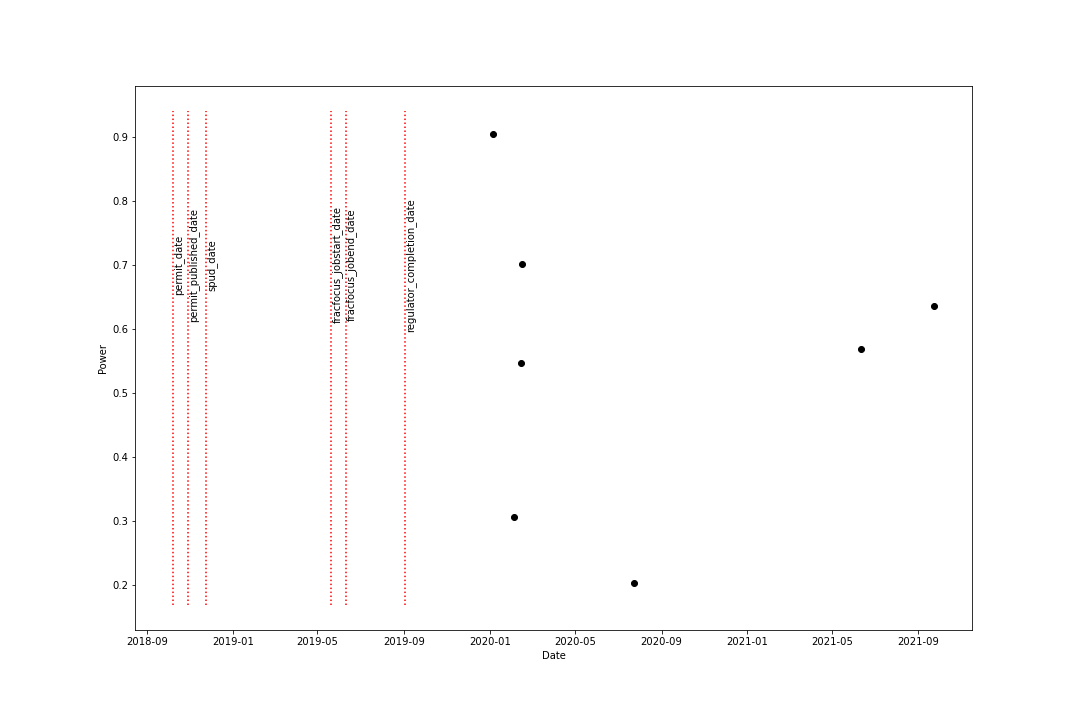 0.9
0.8
0.7
0.6
0.5
0.4
0.3
0.2
Power
permit_date
permit_published_date
spud_date
fracfocus_jobstart_date
fracfocus_jobend_date
regulator_completion_date
2018-09
2019-01
2019-05
2019-09
2020-01
2020-05
2020-09
2021-01
2021-05
2021-09
Date